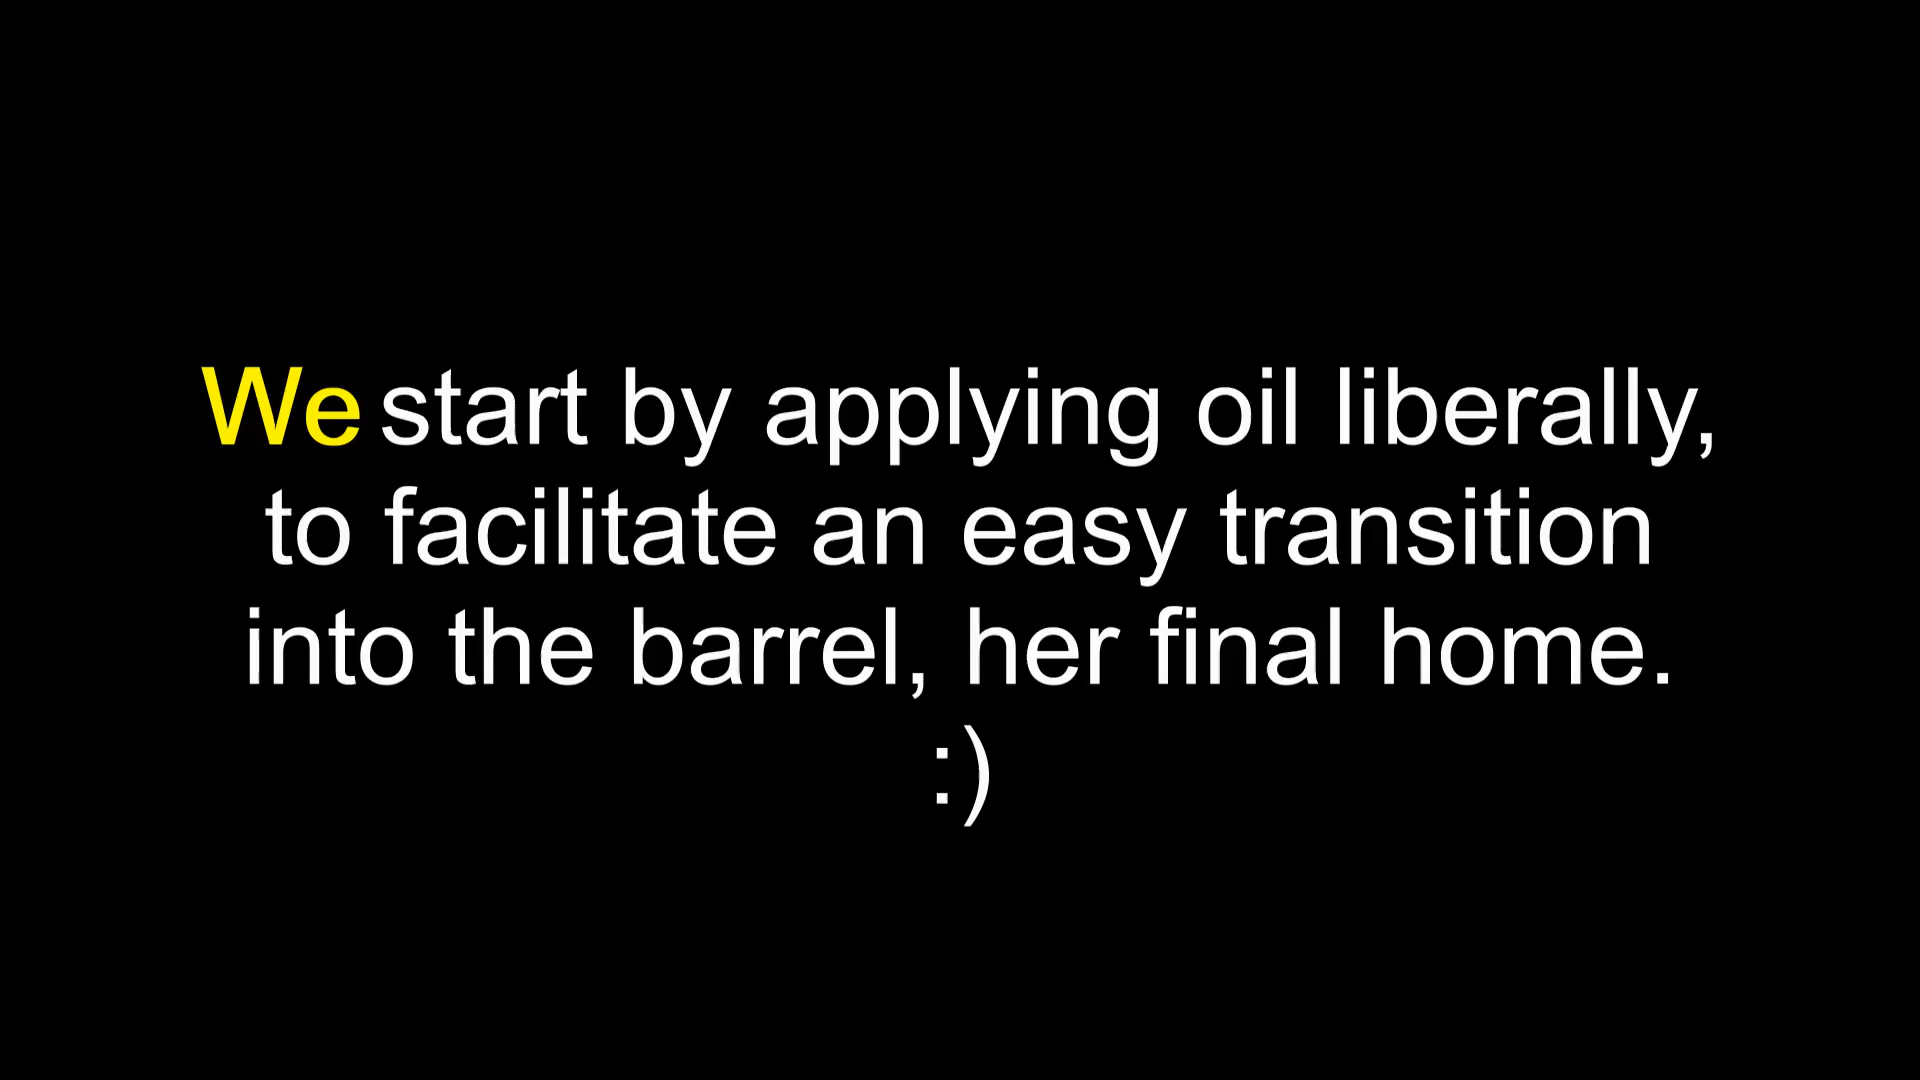 We start by applying oil liberally,
to facilitate an easy transition
into the barrel, her final home.
:)